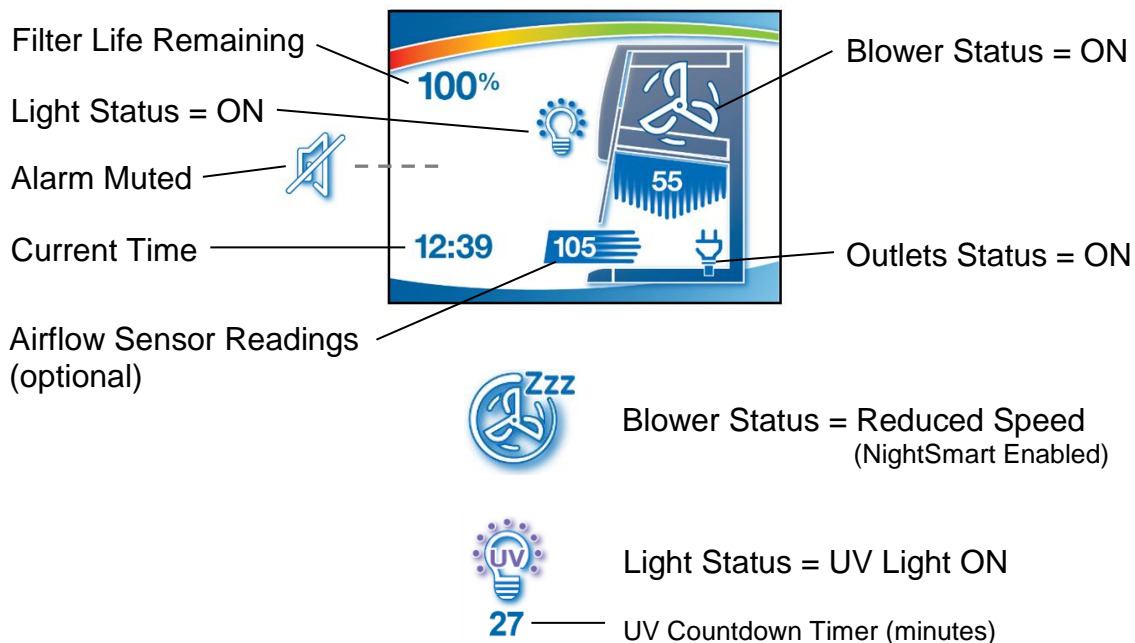 Filter Life Remaining
100%
Light Status = ON
Alarm Muted
Current Time
12:39
Airflow Sensor Readings
(optional)
105
55
Blower Status = ON
Outlets Status = ON
Zzz
Blower Status = Reduced Speed
(NightSmart Enabled)
UV
Light Status = UV Light ON
27
UV Countdown Timer (minutes)